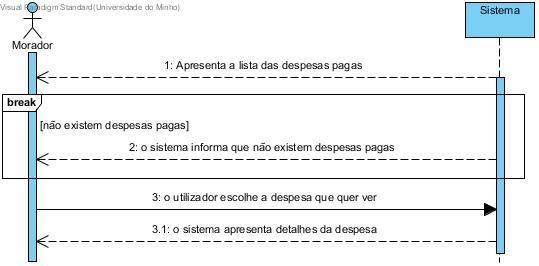 Visual Paradigm Standard(Universidade do Minho)
Sistema
Morador
1: Apresenta a lista das despesas pagas
break
[não existem despesas pagas]
2: o sistema informa que não existem despesas pagas
3: o utilizador escolhe a despesa que quer ver
3.1: o sistema apresenta detalhes da despesa